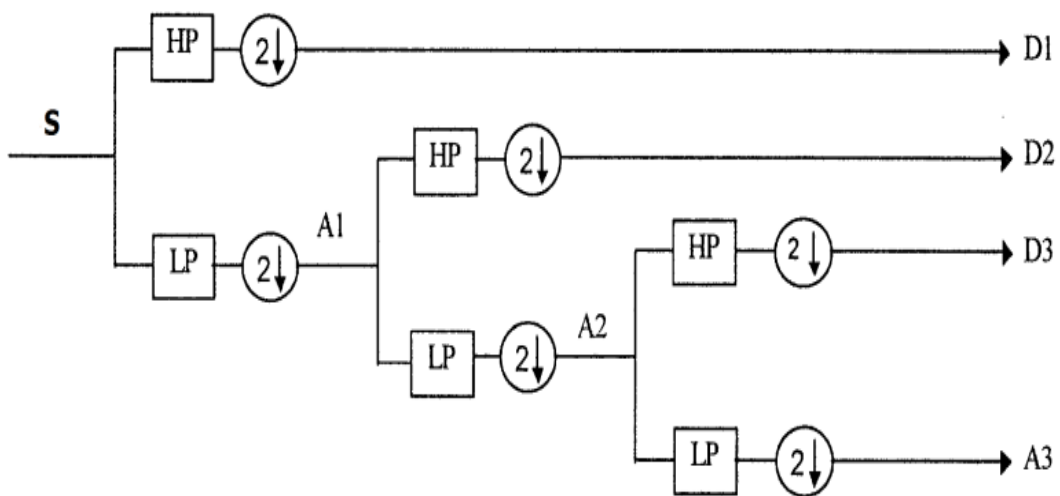 HP 2↓ D1
S
HP 2↓ D2
A1
LP 2↓
HP 2↓ D3
A2
LP 2↓
LP 2↓ A3